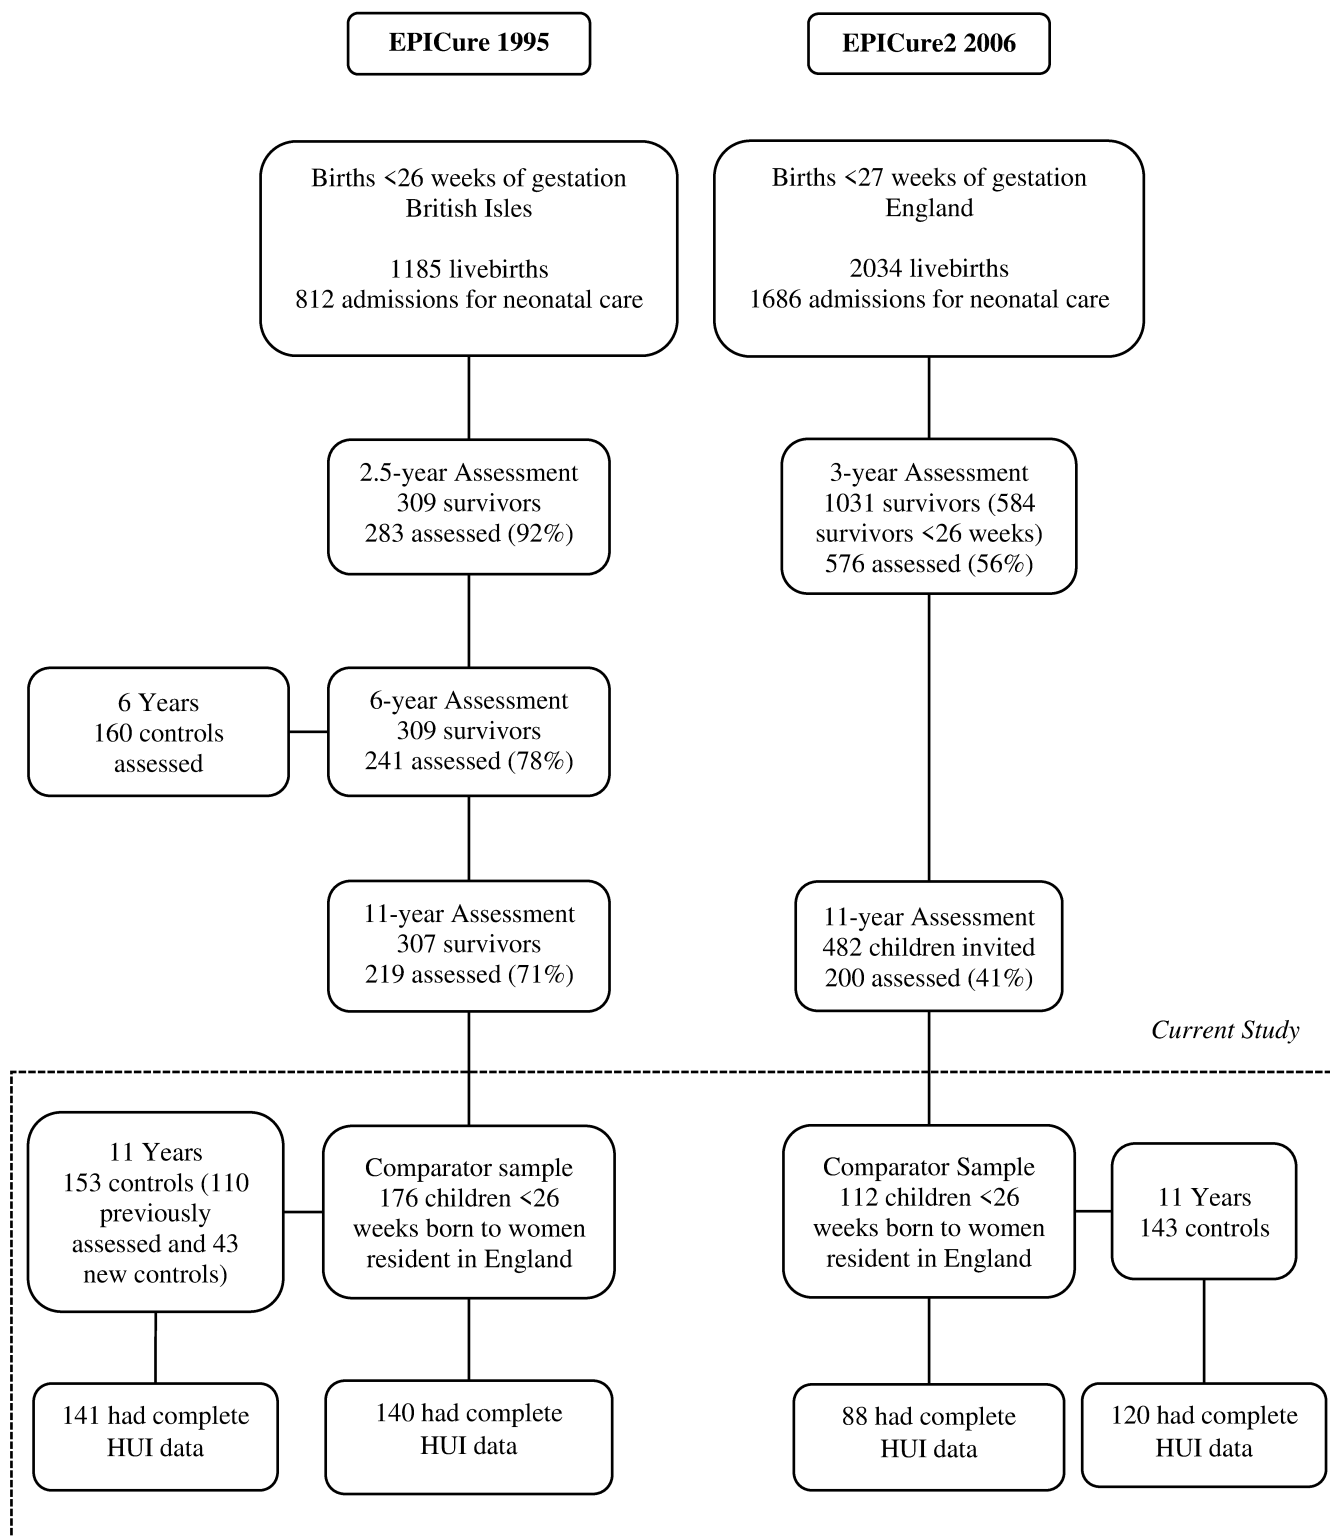 EPICure 1995
EPICure2 2006
Births <26 weeks of gestation
British Isles
1185 livebirths
812 admissions for neonatal care
Births <27 weeks of gestation
England
2034 livebirths
1686 admissions for neonatal care
2.5-year Assessment
309 survivors
283 assessed (92%)
3-year Assessment
1031 survivors (584
survivors <26 weeks)
576 assessed (56%)
6 Years
160 controls
assessed
6-year Assessment
309 survivors
241 assessed (78%)
11-year Assessment
307 survivors
219 assessed (71%)
11-year Assessment
482 children invited
200 assessed (41%)
Current Study
11 Years
153 controls (110
previously
assessed and 43
new controls)
Comparator sample
176 children <26
weeks born to women
resident in England
Comparator Sample
112 children <26
weeks born to women
resident in England
11 Years
143 controls
141 had complete
HUI data
140 had complete
HUI data
88 had complete
HUI data
120 had complete
HUI data